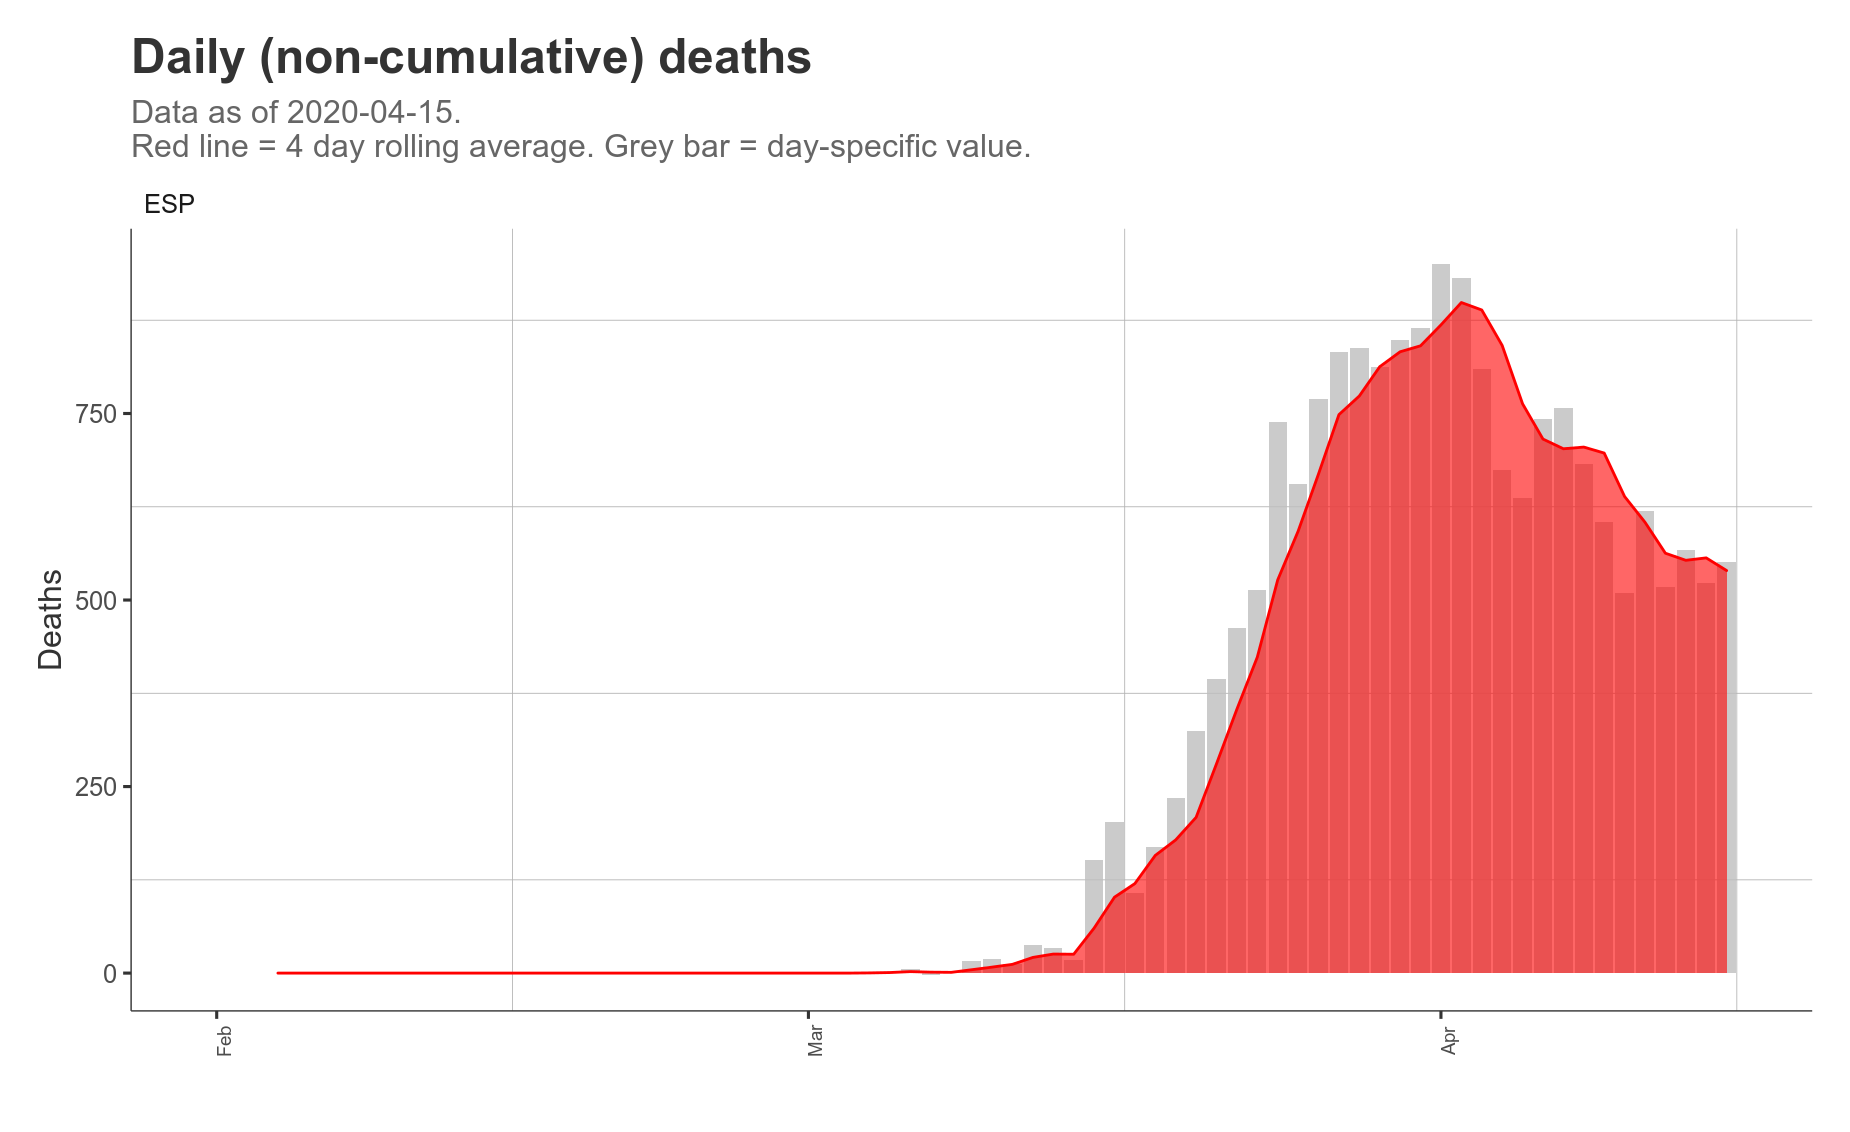 Daily (non-cumulative) deaths
Data as of 2020-04-15.
Red line = 4 day rolling average. Grey bar = day-specific value.
ESP
Deaths
750
500
250
0
Feb
Mar
Apr